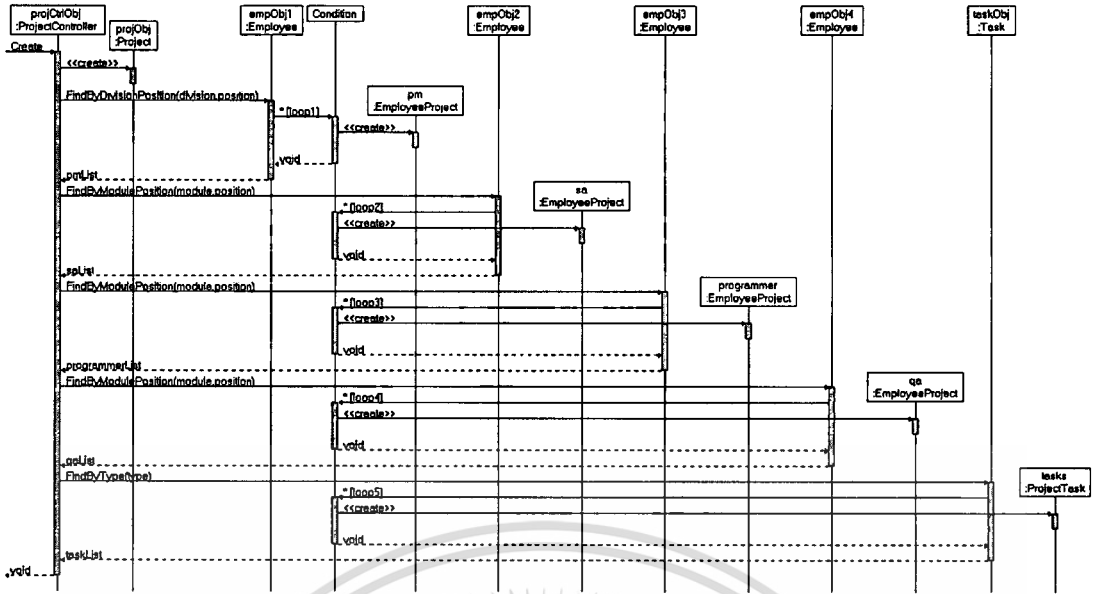 projCtrlObj
:ProjectController
projObj
:Project
empObj1
:Employee
Condition
empObj2
:Employee
empObj3
:Employee
empObj4
:Employee
taskObj
:Task
Create
<<create>>
FindByDivisionPosition(division.position)
* [loop1]
pm
:EmployeeProject
<<create>>
void
pmList
FindByModulePosition(module.position)
sa
:EmployeeProject
* [loop2]
<<create>>
void
saList
FindByModulePosition(module.position)
programmer
:EmployeeProject
* [loop3]
<<create>>
void
programmerList
FindByModulePosition(module.position)
qa
:EmployeeProject
* [loop4]
<<create>>
void
qaList
FindByType(type)
tasks
:ProjectTask
* [loop5]
<<create>>
void
taskList
void